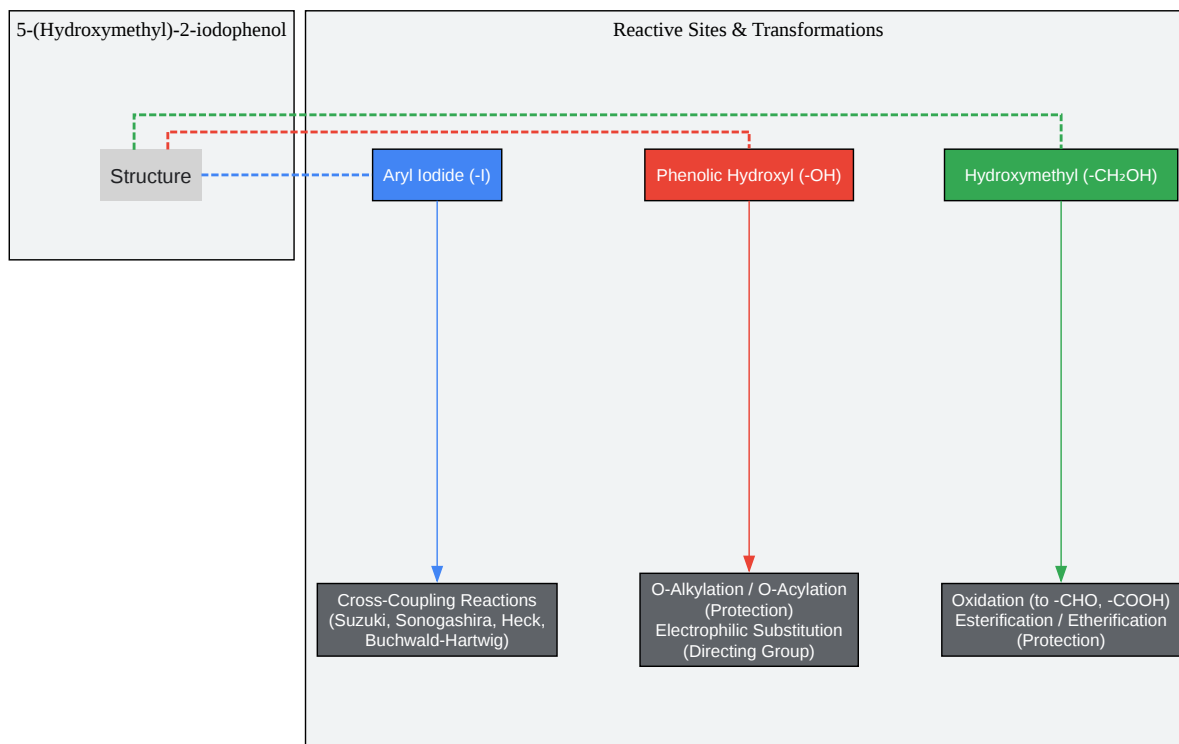 5-(Hydroxymethyl)-2-iodophenol
Reactive Sites & Transformations
Structure
Aryl Iodide (-I)
Phenolic Hydroxyl (-OH)
Hydroxymethyl (-CH₂OH)
Cross-Coupling Reactions
(Suzuki, Sonogashira, Heck,
Buchwald-Hartwig)
O-Alkylation / O-Acylation
(Protection)
Electrophilic Substitution
(Directing Group)
Oxidation (to -CHO, -COOH)
Esterification / Etherification
(Protection)